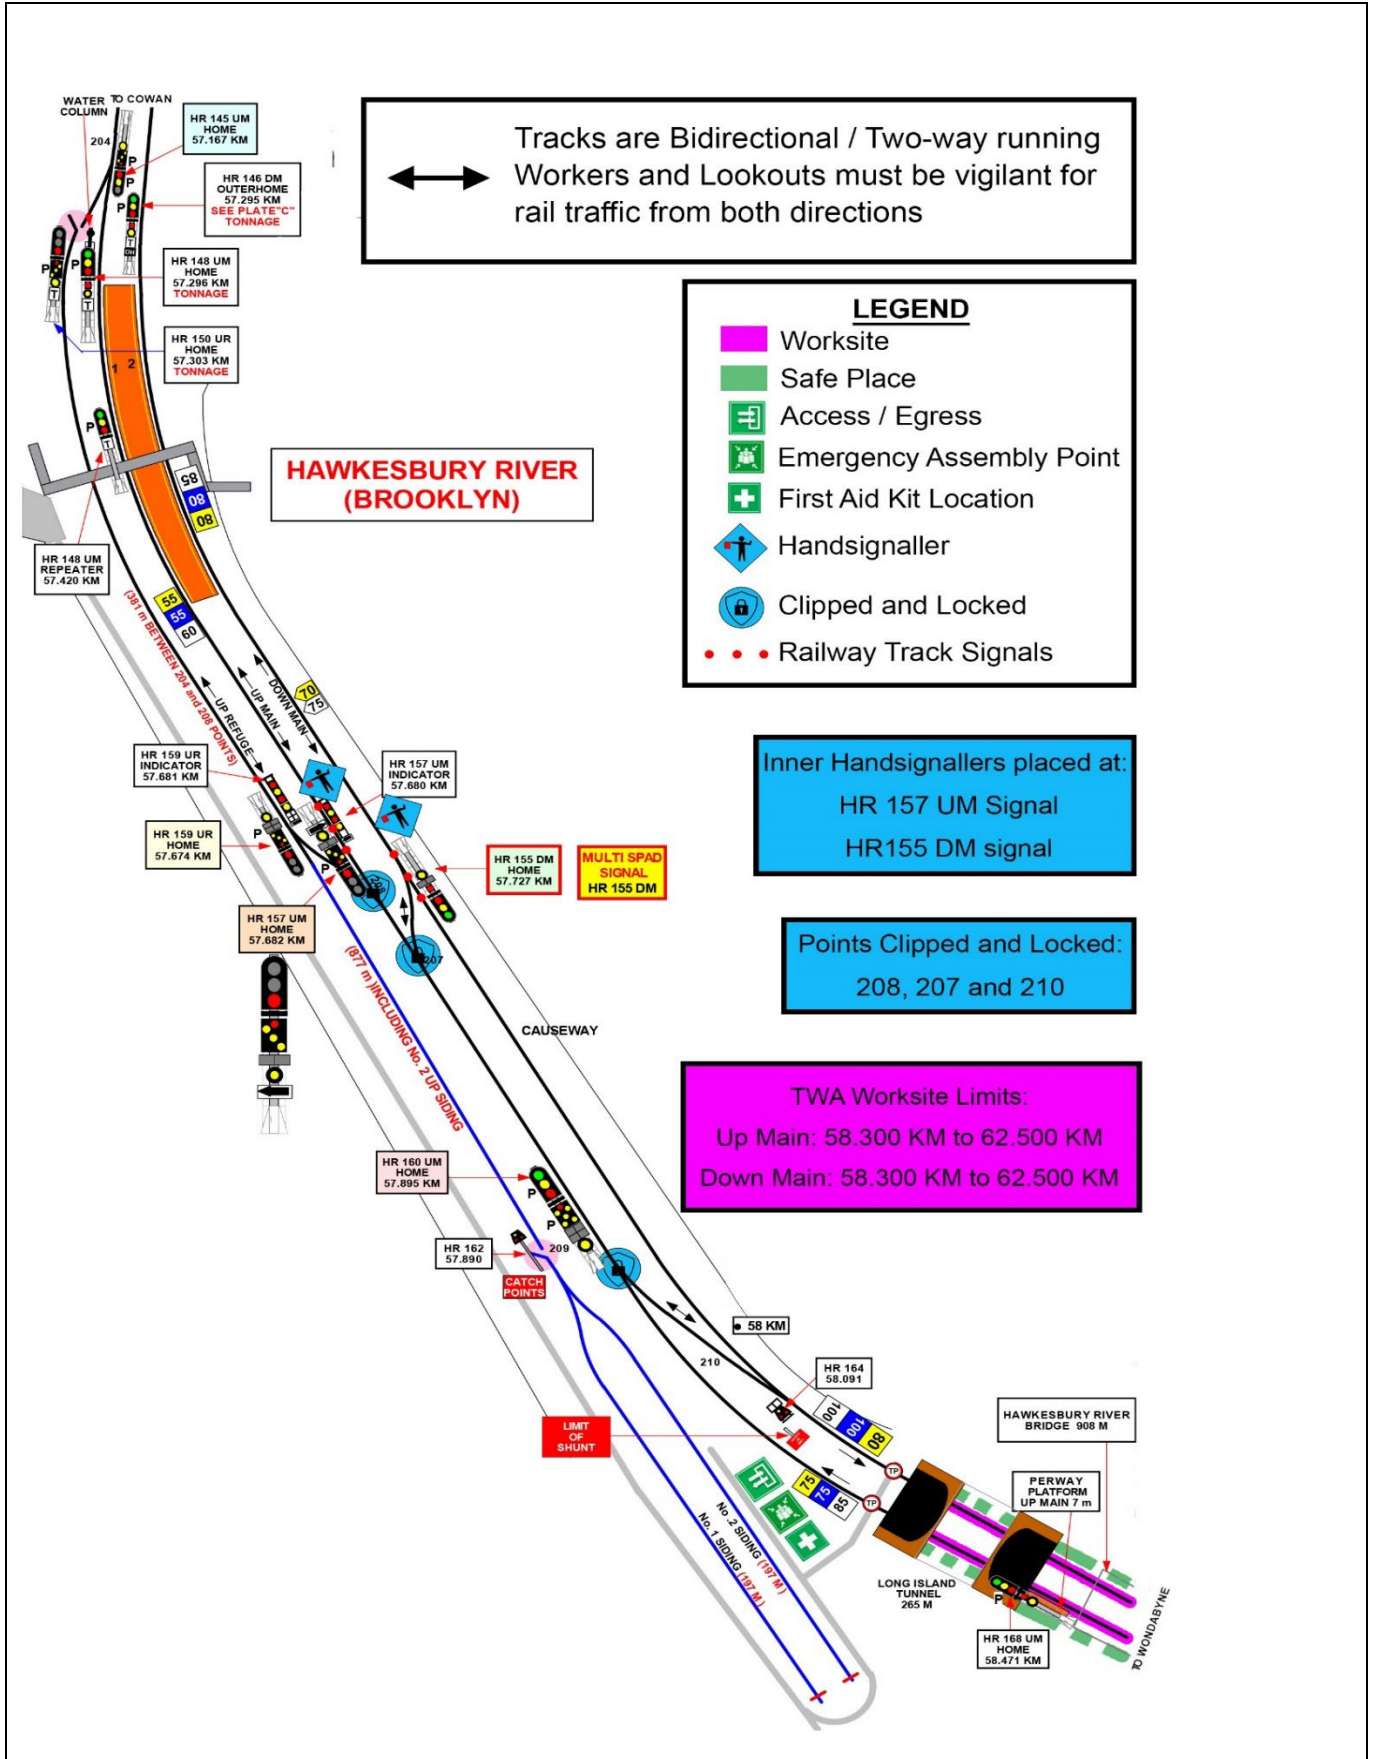 WATER
COLUMN
TO COWAN
204
HR 145 UM
HOME
57.167 KM
HR 146 DM
OUTERHOME
57.295 KM
SEE PLATE"C"
TONNAGE
HR 148 UM
HOME
57.296 KM
TONNAGE
HR 150 UR
HOME
57.303 KM
TONNAGE
P
P
P
P
P
T
OH
T
T
1 2
P
T
Tracks are Bidirectional / Two-way running
Workers and Lookouts must be vigilant for
rail traffic from both directions
LEGEND
Worksite
Safe Place
Access / Egress
Emergency Assembly Point
First Aid Kit Location
Handsignaller
Clipped and Locked
Railway Track Signals
HAWKESBURY RIVER
(BROOKLYN)
85
80
80
HR 148 UM
REPEATER
57.420 KM
(381 m BETWEEN 204 and 208 POINTS)
55
55
60
UP REFUGE
UP MAIN
DOWN MAIN
70
75
HR 159 UR
INDICATOR
57.681 KM
HR 157 UM
INDICATOR
57.680 KM
HR 159 UR
HOME
57.674 KM
P
P
HR 155 DM
HOME
57.727 KM
MULTI SPAD
SIGNAL
HR 155 DM
208
HR 157 UM
HOME
57.682 KM
207
Inner Handsignallers placed at:
HR 157 UM Signal
HR155 DM signal
Points Clipped and Locked:
208, 207 and 210
(877 m )INCLUDING No. 2 UP SIDING
CAUSEWAY
TWA Worksite Limits:
Up Main: 58.300 KM to 62.500 KM
Down Main: 58.300 KM to 62.500 KM
HR 160 UM
HOME
57.895 KM
P
P
HR 162
57.890
209
CATCH
POINTS
58 KM
210
HR 164
58.091
LIMIT
OF
SHUNT
100
100
80
75
75
85
TP
TP
HAWKESBURY RIVER
BRIDGE 908 M
PERWAY
PLATFORM
UP MAIN 7 m
No. 1 SIDING (197 M )
No .2 SIDING (197 M )
LONG ISLAND
TUNNEL
265 M
P
HR 168 UM
HOME
58.471 KM
TO WONDABYNE